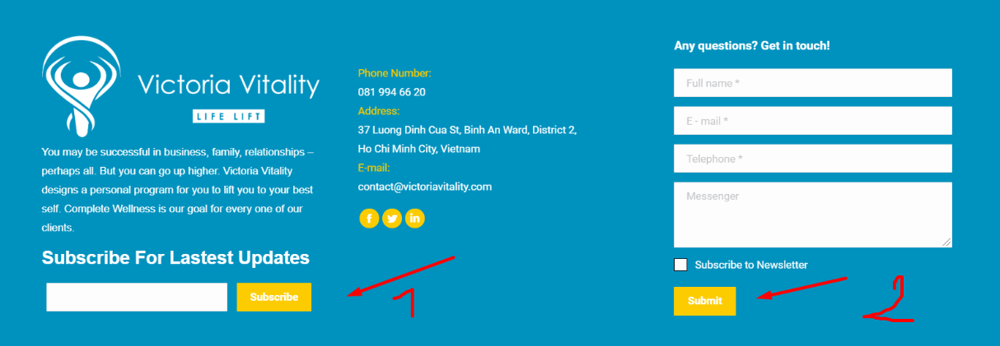 Victoria Vitality
LIFE LIFT
You may be successful in business, family, relationships –
perhaps all. But you can go up higher. Victoria Vitality
designs a personal program for you to lift you to your best
self. Complete Wellness is our goal for every one of our
clients.
Subscribe For Lastest Updates
Subscribe
1
Phone Number:
081 994 66 20
Address:
37 Luong Dinh Cua St, Binh An Ward, District 2,
Ho Chi Minh City, Vietnam
E-mail:
contact@victoriavitality.com
f
in
Any questions? Get in touch!
Full name *
E - mail *
Telephone *
Messenger
Subscribe to Newsletter
Submit
2